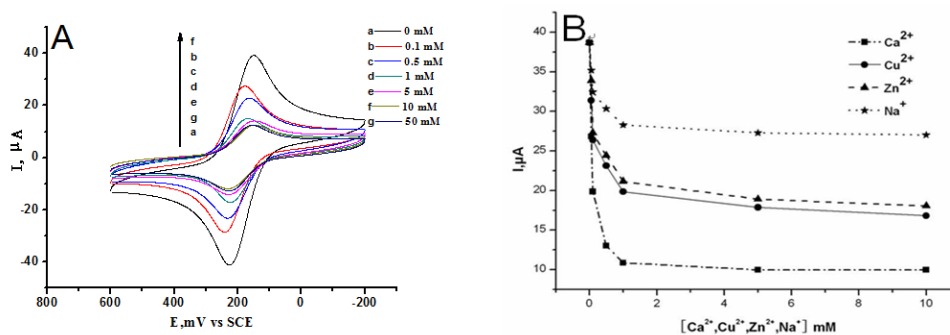 A
I, μA
40
20
0
-20
-40
800
600
400
200
0
-200
E,mV vs SCE
f
b
c
d
e
g
a
a 0 mM
b 0.1 mM
c 0.5 mM
d 1 mM
e 5 mM
f 10 mM
g 50 mM
B
I,μA
40
35
30
25
20
15
10
0
2
4
6
8
10
[Ca²⁺,Cu²⁺,Zn²⁺,Na⁺] mM
Ca²⁺
Cu²⁺
Zn²⁺
Na⁺